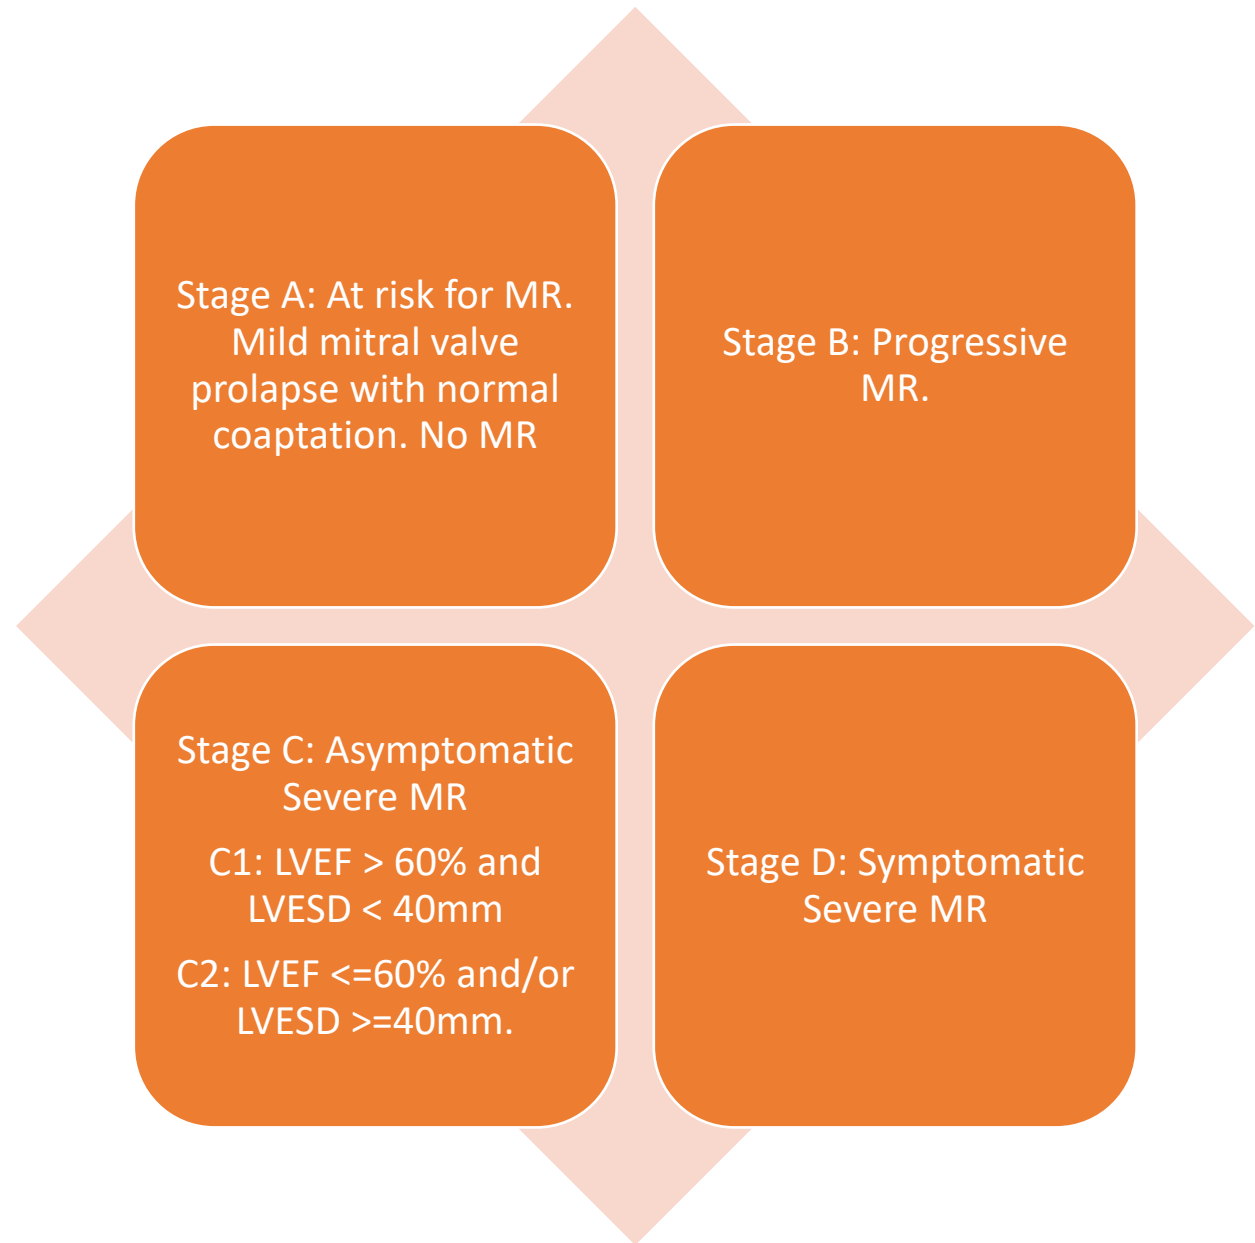 Stage A: At risk for MR.
Mild mitral valve
prolapse with normal
coaptation. No MR
Stage B: Progressive
MR.
Stage C: Asymptomatic
Severe MR
C1: LVEF > 60% and
LVESD < 40mm
C2: LVEF <=60% and/or
LVESD >=40mm.
Stage D: Symptomatic
Severe MR